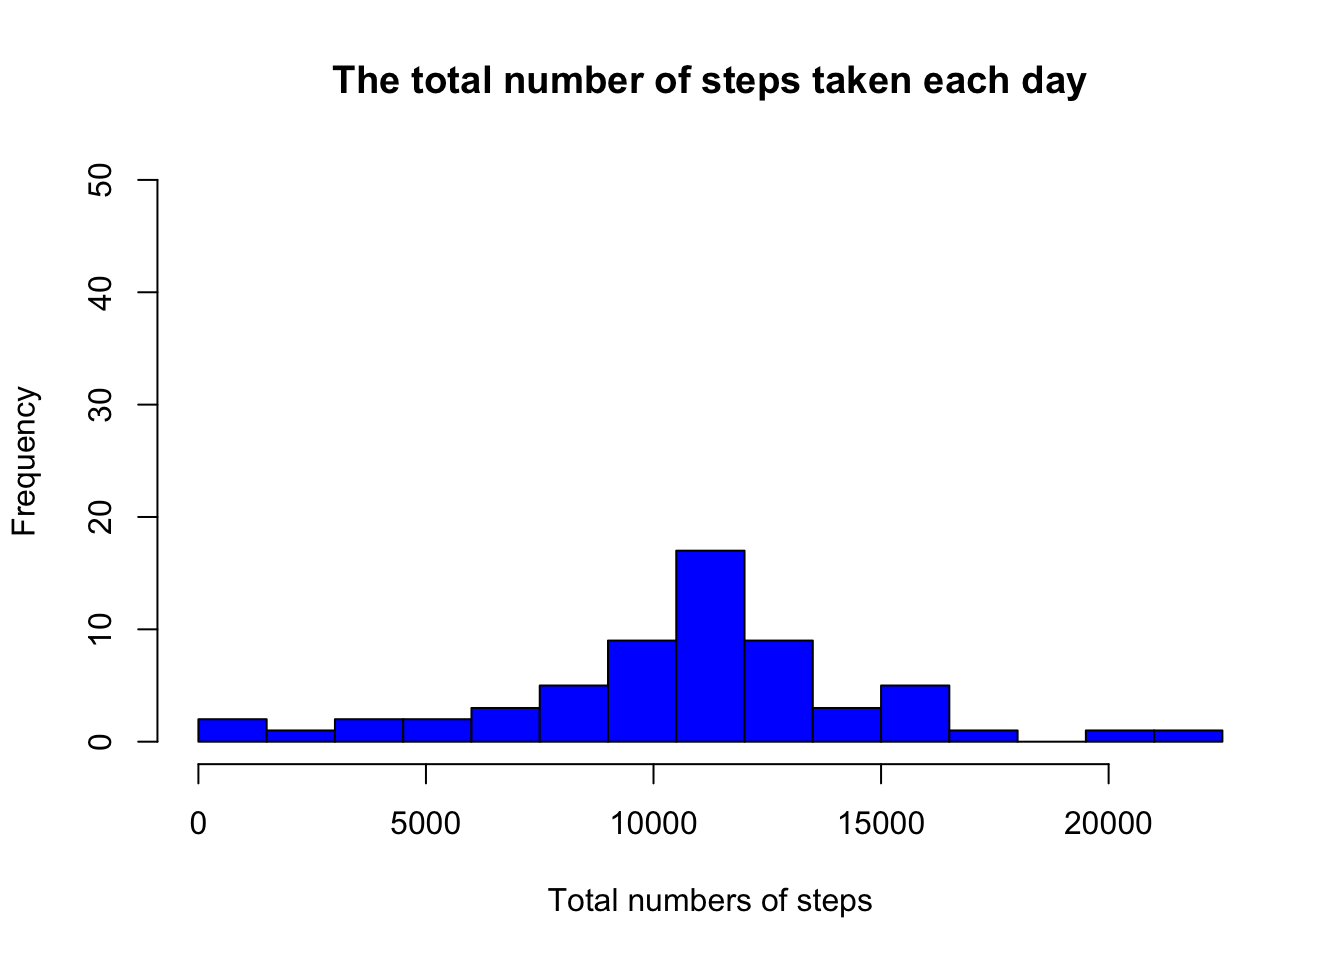 The total number of steps taken each day
50
40
30
20
10
0
Frequency
0 5000 10000 15000 20000
Total numbers of steps